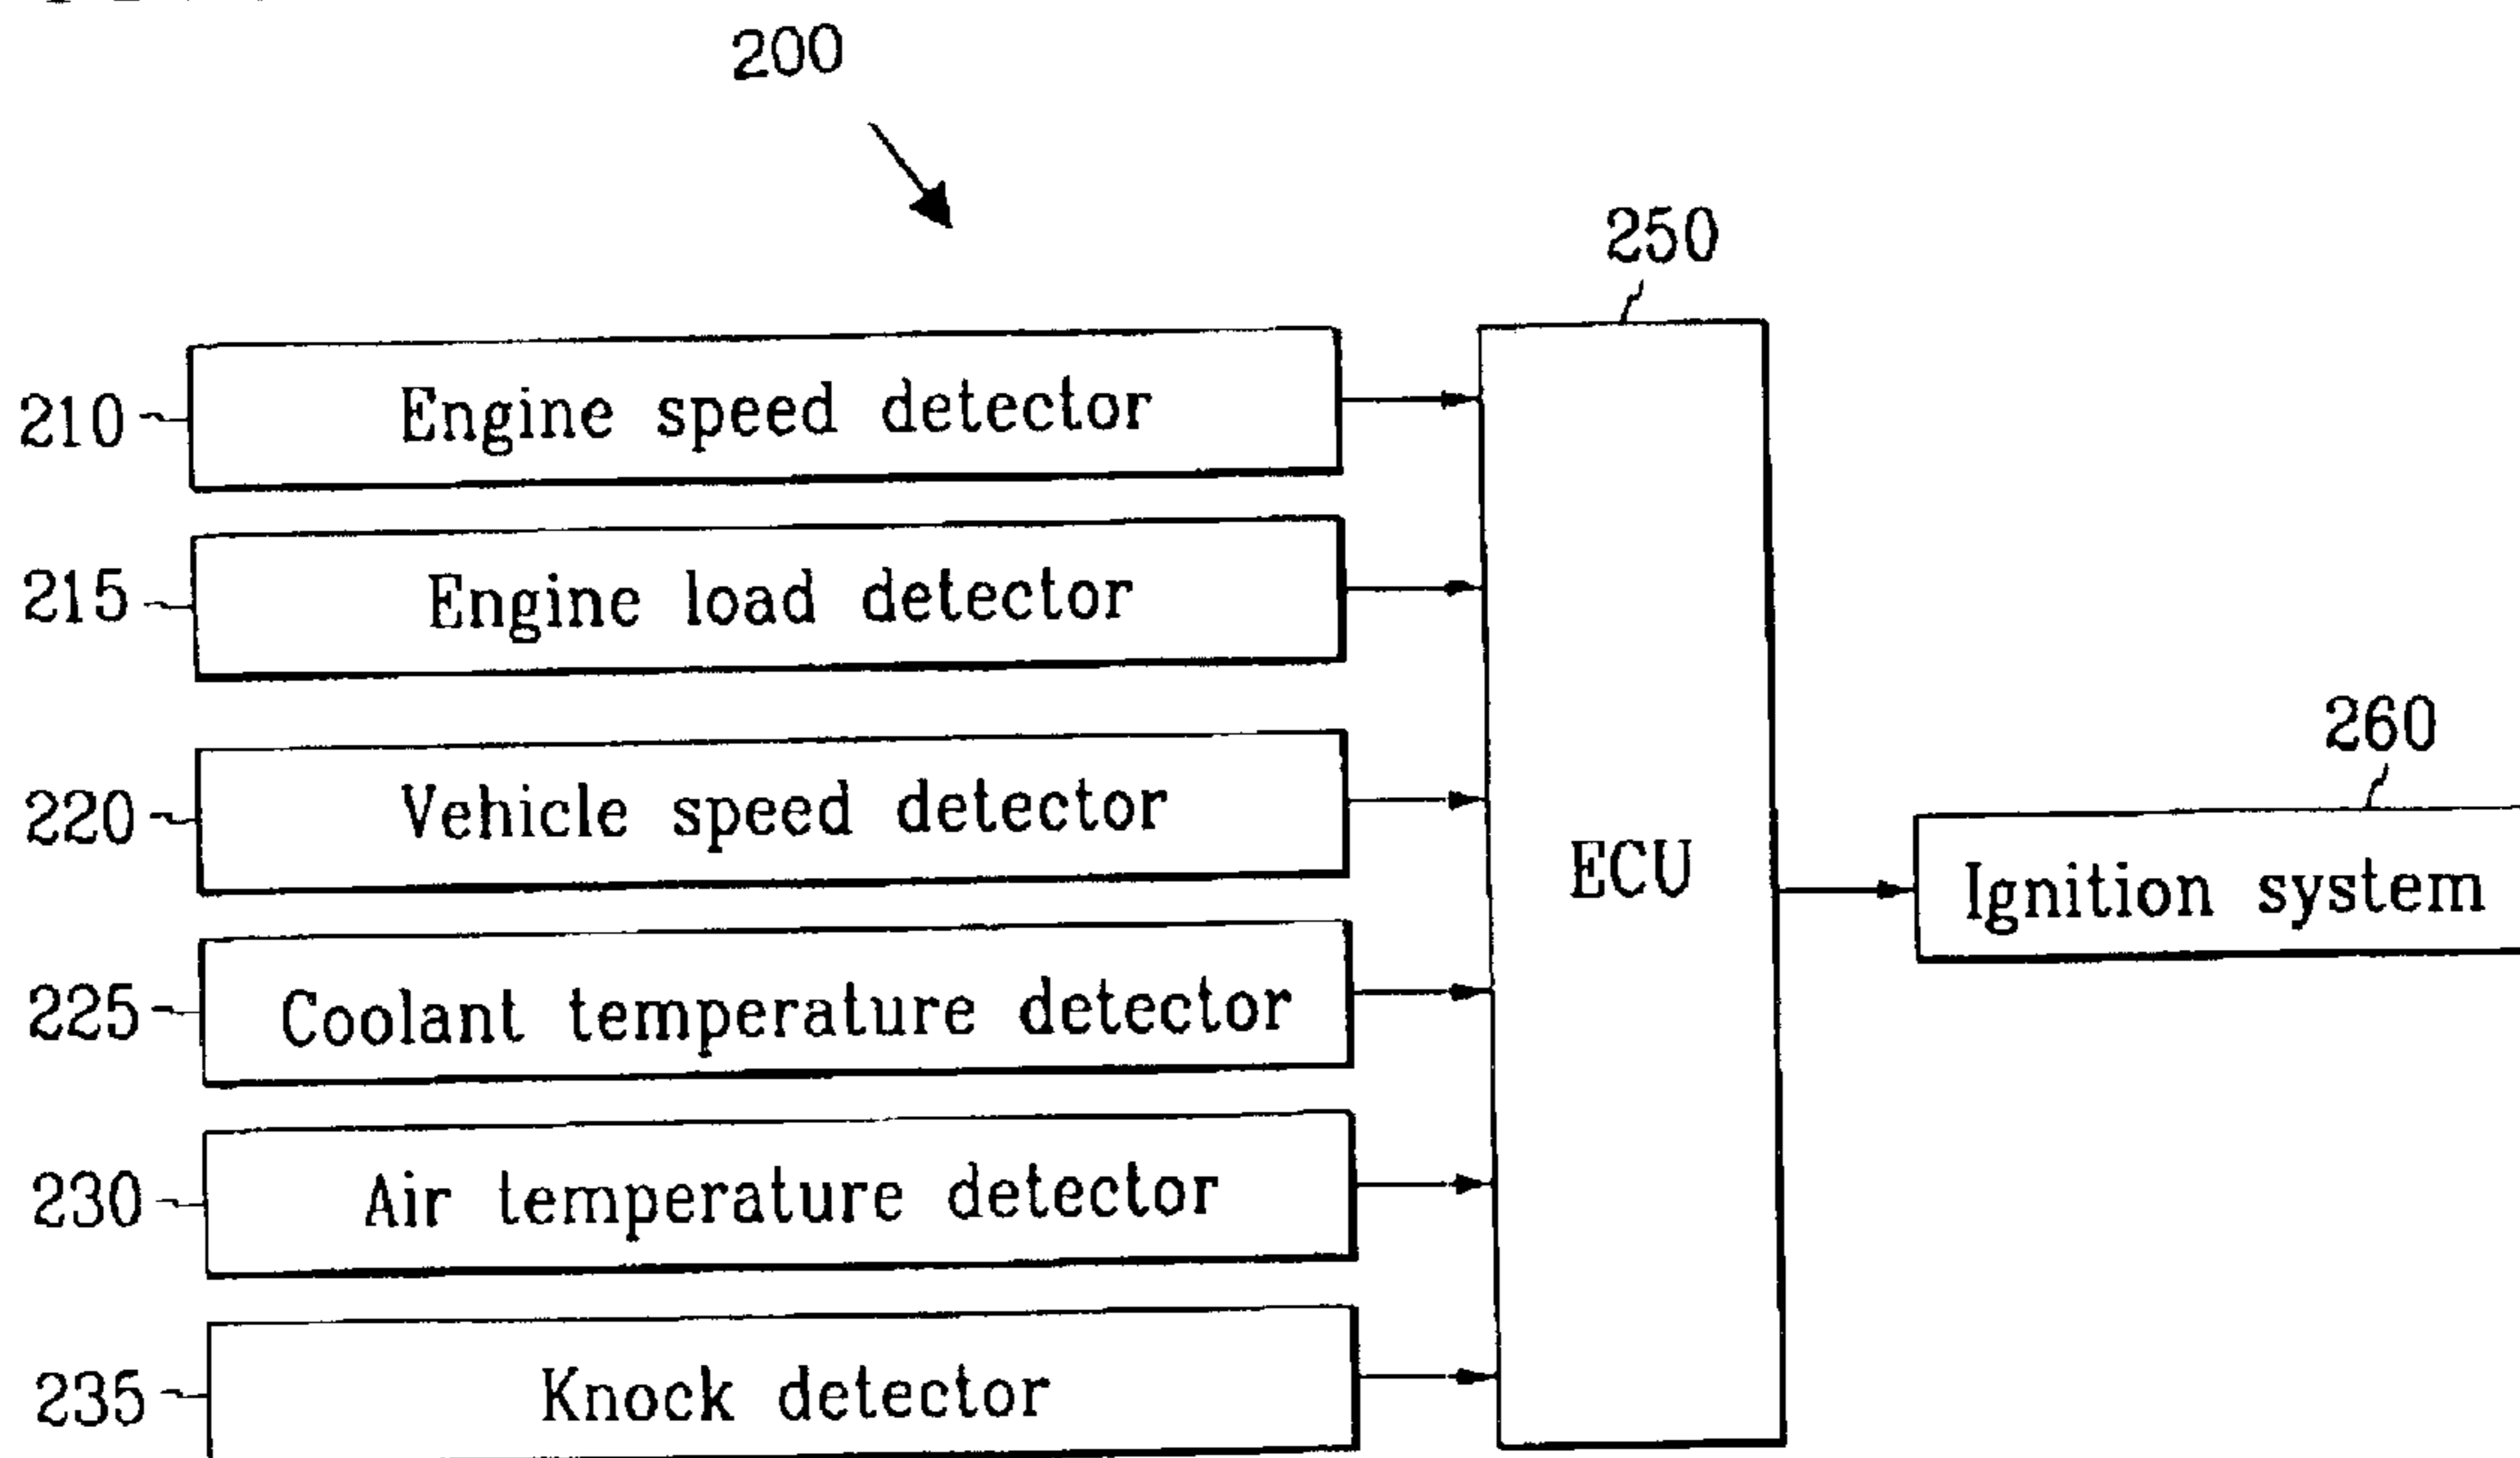 200
250
210 Engine speed detector
215 Engine load detector
260
220 Vehicle speed detector
ECU
Ignition system
225 Coolant temperature detector
230 Air temperature detector
235 Knock detector